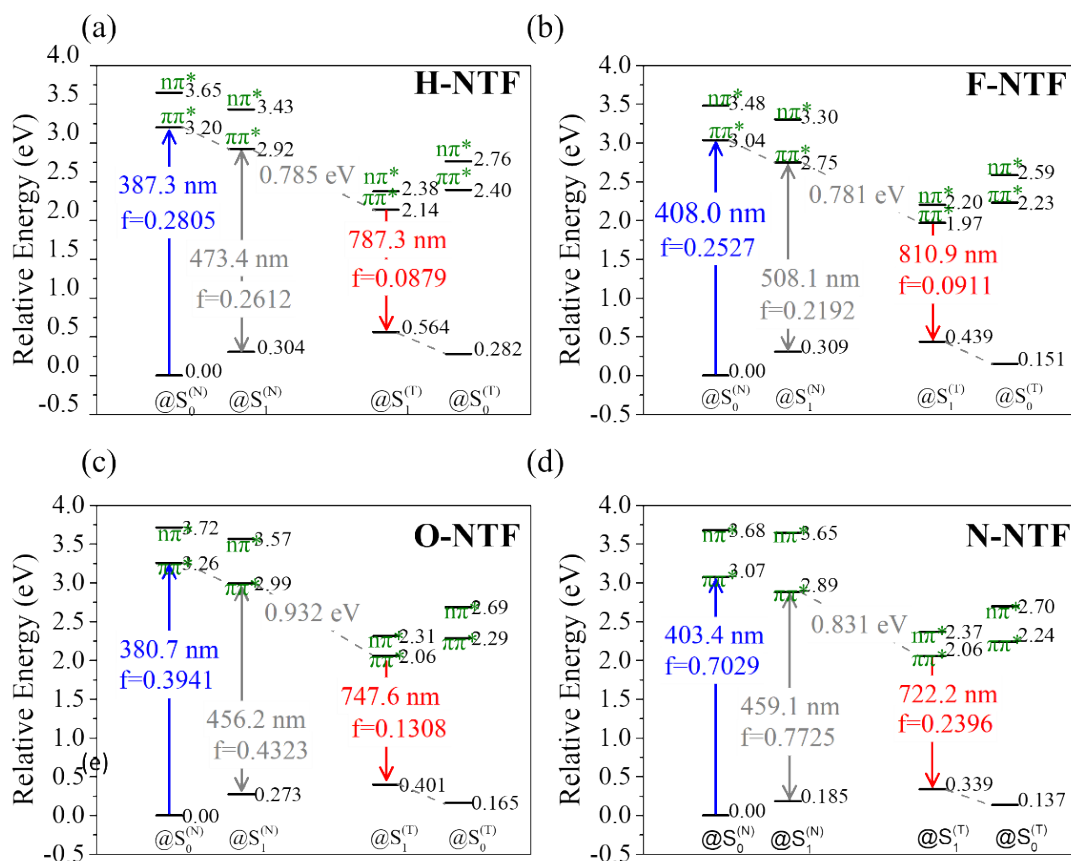 (a)
H-NTF
Relative Energy (eV)
4.0
3.5
3.0
2.5
2.0
1.5
1.0
0.5
0.0
-0.5
nπ*
3.65
ππ*
3.20
387.3 nm
f=0.2805
0.00
@S0(N)
nπ*
3.43
ππ*
2.92
473.4 nm
f=0.2612
0.304
@S1(N)
0.785 eV
nπ*
2.38
ππ*
2.14
787.3 nm
f=0.0879
0.564
@S1(T)
nπ*
2.76
ππ*
2.40
0.282
@S0(T)
(b)
F-NTF
Relative Energy (eV)
4.0
3.5
3.0
2.5
2.0
1.5
1.0
0.5
0.0
-0.5
nπ*
3.48
ππ*
3.04
408.0 nm
f=0.2527
0.00
@S0(N)
nπ*
3.30
ππ*
2.75
508.1 nm
f=0.2192
0.309
@S1(N)
0.781 eV
nπ*
2.20
ππ*
1.97
810.9 nm
f=0.0911
0.439
@S1(T)
nπ*
2.59
ππ*
2.23
0.151
@S0(T)
(c)
O-NTF
Relative Energy (eV)
4.0
3.5
3.0
2.5
2.0
1.5
1.0
0.5
0.0
-0.5
(e)
3.72
nπ*
3.26
ππ*
380.7 nm
f=0.3941
0.00
@S0(N)
3.57
nπ*
2.99
ππ*
456.2 nm
f=0.4323
0.273
@S1(N)
0.932 eV
2.31
nπ*
2.06
ππ*
747.6 nm
f=0.1308
0.401
@S1(T)
2.69
nπ*
2.29
ππ*
0.165
@S0(T)
(d)
N-NTF
Relative Energy (eV)
4.0
3.5
3.0
2.5
2.0
1.5
1.0
0.5
0.0
-0.5
3.68
nπ*
3.07
ππ*
403.4 nm
f=0.7029
0.00
@S0(N)
3.65
nπ*
2.89
ππ*
459.1 nm
f=0.7725
0.185
@S1(N)
0.831 eV
2.37
nπ*
2.06
ππ*
722.2 nm
f=0.2396
0.339
@S1(T)
2.70
nπ*
2.24
ππ*
0.137
@S0(T)